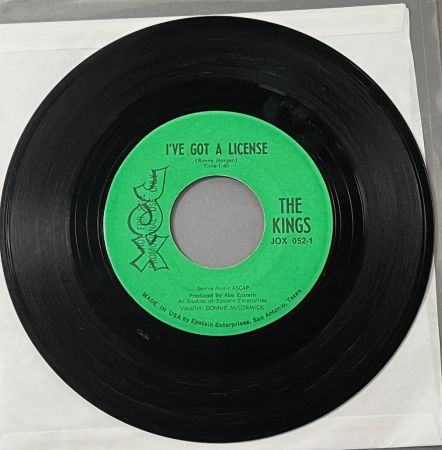 I'VE GOT A LICENSE
(Ronny Morgan)
Time-1:40
THE
KINGS
JOX 052-1
Senisa Music ASCAP
Produced by Abe Epstein
At Studios of Epstein Enterprises
Vocalist: DONNIE McCORMICK
MADE IN USA by Epstein Enterprises, San Antonio, Texas